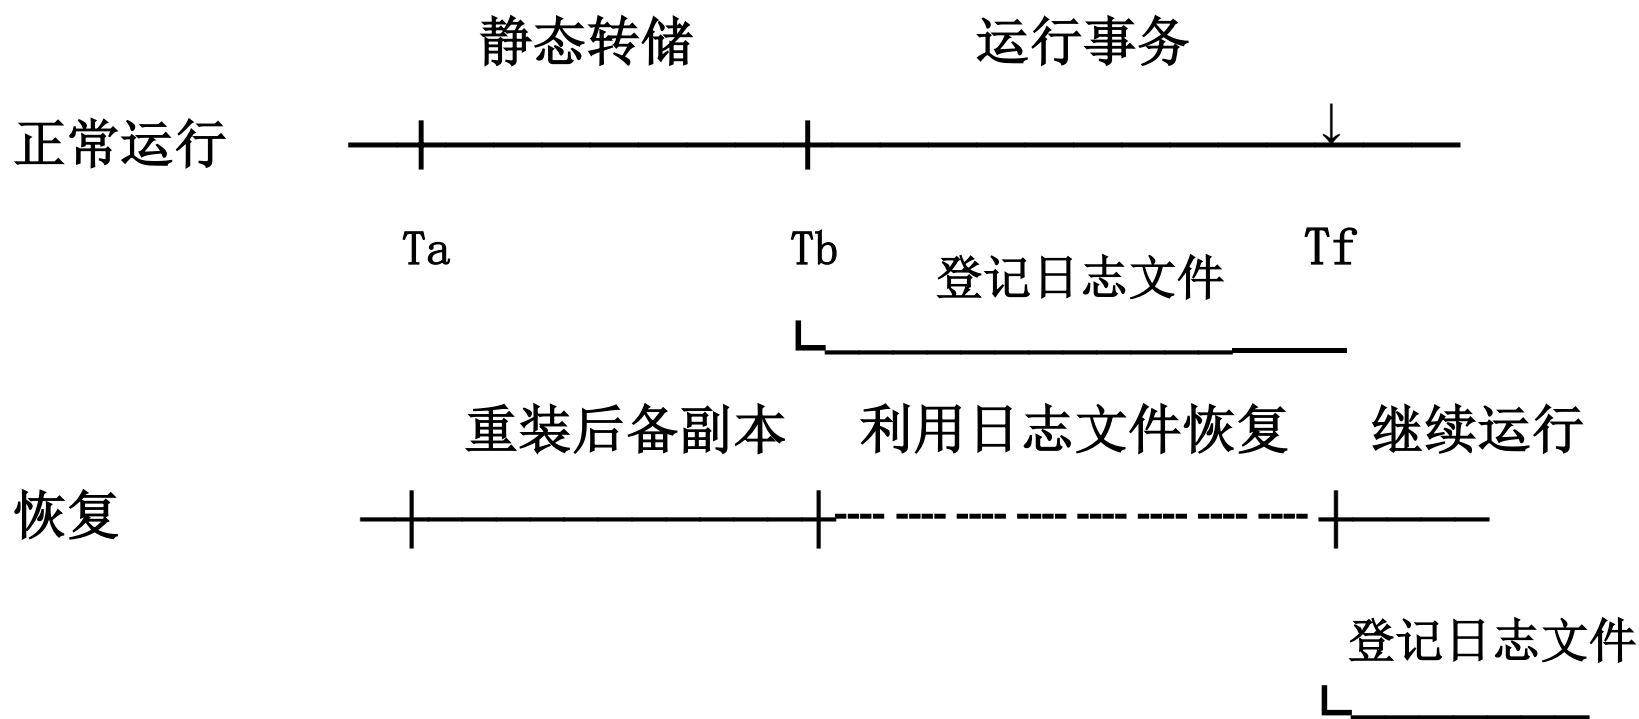 静态转储 运行事务
正常运行 ↓
Ta Tb Tf
登记日志文件
重装后备副本 利用日志文件恢复 继续运行
恢复
登记日志文件